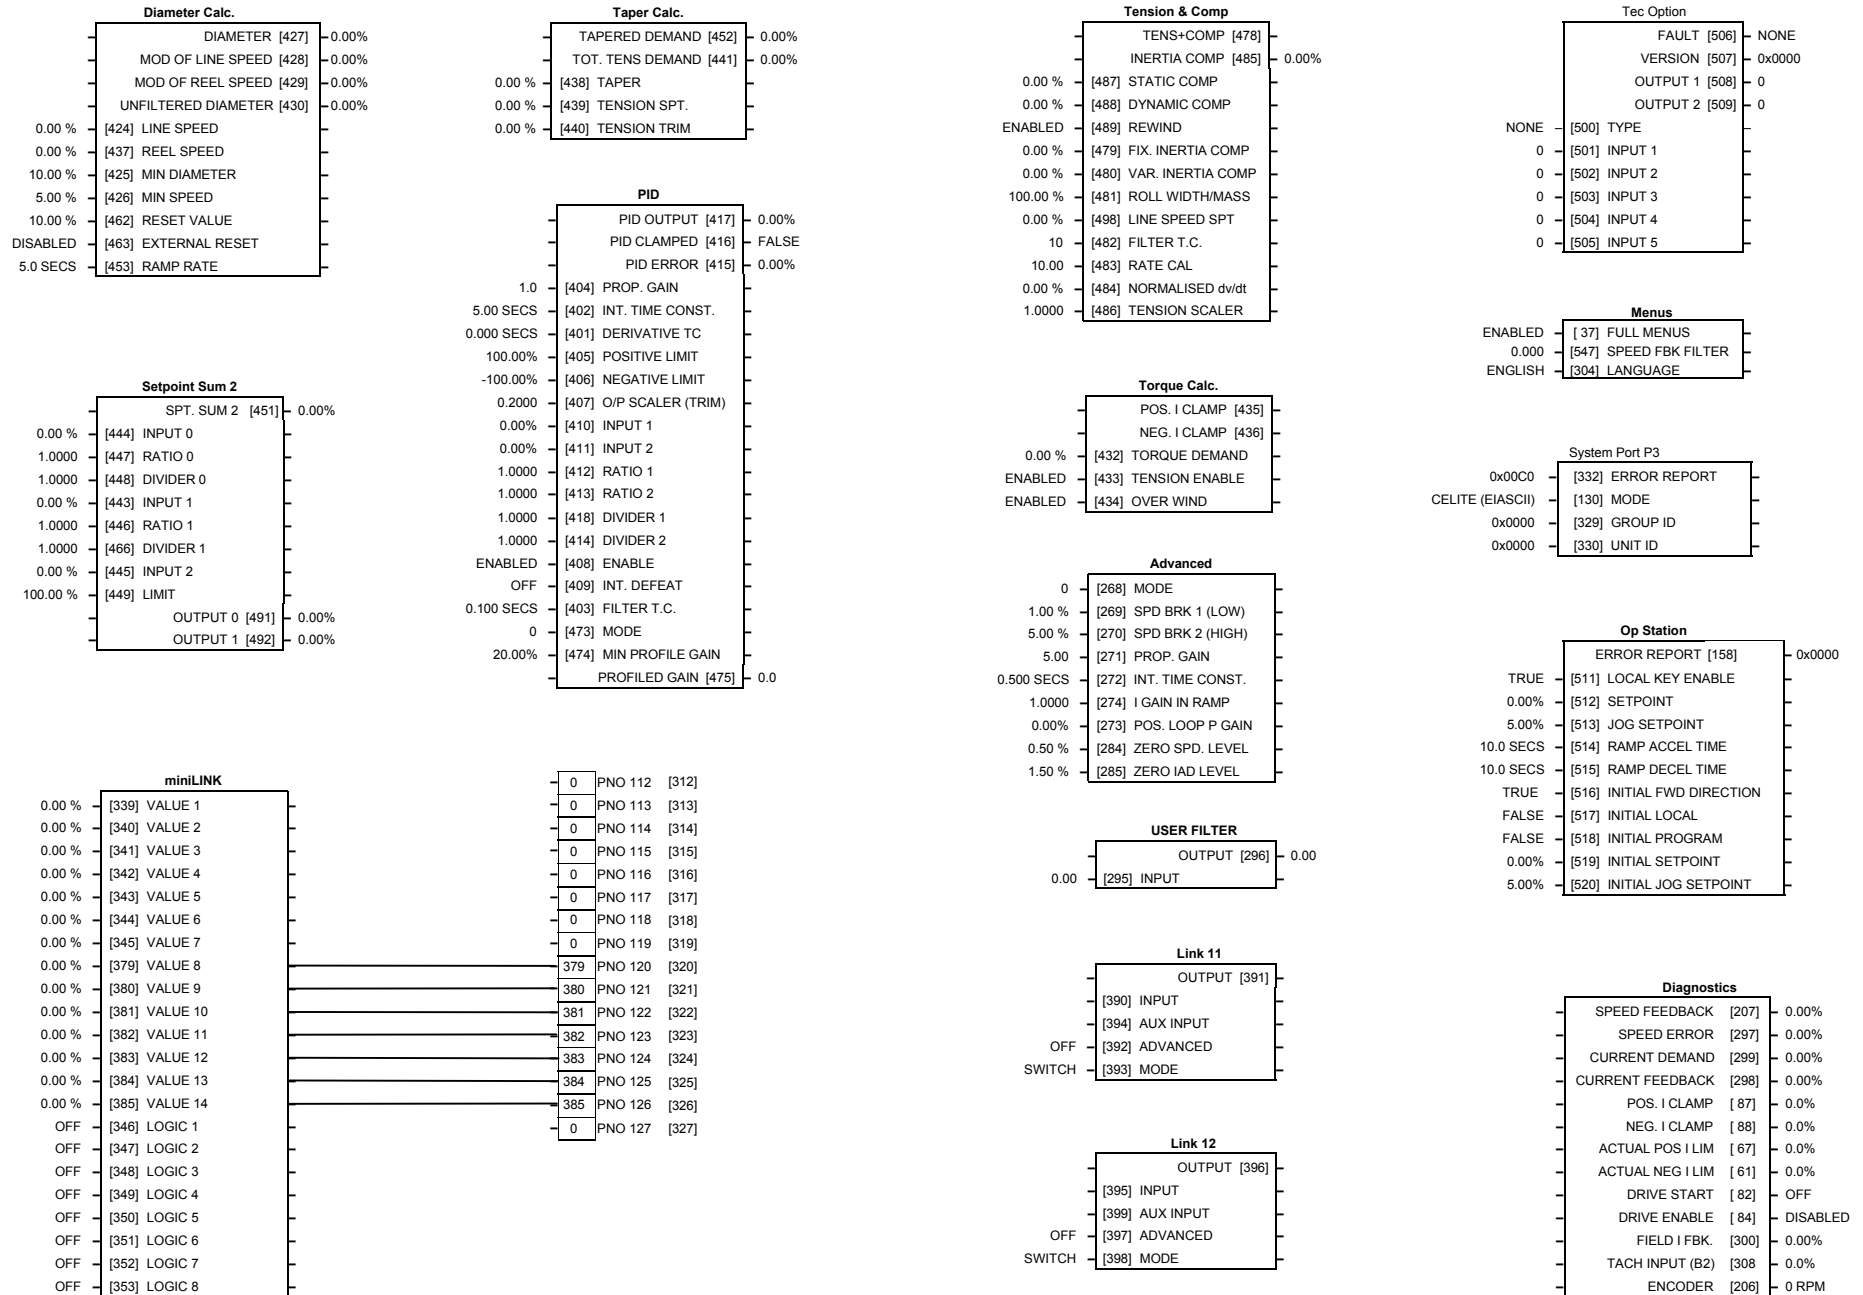 Diameter Calc.
DIAMETER [427] 0.00%
MOD OF LINE SPEED [428] 0.00%
MOD OF REEL SPEED [429] 0.00%
UNFILTERED DIAMETER [430] 0.00%
0.00 % [424] LINE SPEED
0.00 % [437] REEL SPEED
10.00 % [425] MIN DIAMETER
5.00 % [426] MIN SPEED
10.00 % [462] RESET VALUE
DISABLED [463] EXTERNAL RESET
5.0 SECS [453] RAMP RATE
Setpoint Sum 2
SPT. SUM 2 [451] 0.00%
0.00 % [444] INPUT 0
1.0000 [447] RATIO 0
1.0000 [448] DIVIDER 0
0.00 % [443] INPUT 1
1.0000 [446] RATIO 1
1.0000 [466] DIVIDER 1
0.00 % [445] INPUT 2
100.00 % [449] LIMIT
OUTPUT 0 [491] 0.00%
OUTPUT 1 [492] 0.00%
miniLINK
0.00 % [339] VALUE 1
0.00 % [340] VALUE 2
0.00 % [341] VALUE 3
0.00 % [342] VALUE 4
0.00 % [343] VALUE 5
0.00 % [344] VALUE 6
0.00 % [345] VALUE 7
0.00 % [379] VALUE 8
0.00 % [380] VALUE 9
0.00 % [381] VALUE 10
0.00 % [382] VALUE 11
0.00 % [383] VALUE 12
0.00 % [384] VALUE 13
0.00 % [385] VALUE 14
OFF [346] LOGIC 1
OFF [347] LOGIC 2
OFF [348] LOGIC 3
OFF [349] LOGIC 4
OFF [350] LOGIC 5
OFF [351] LOGIC 6
OFF [352] LOGIC 7
OFF [353] LOGIC 8
Taper Calc.
TAPERED DEMAND [452] 0.00%
TOT. TENS DEMAND [441] 0.00%
0.00 % [438] TAPER
0.00 % [439] TENSION SPT.
0.00 % [440] TENSION TRIM
PID
PID OUTPUT [417] 0.00%
PID CLAMPED [416] FALSE
PID ERROR [415] 0.00%
1.0 [404] PROP. GAIN
5.00 SECS [402] INT. TIME CONST.
0.000 SECS [401] DERIVATIVE TC
100.00% [405] POSITIVE LIMIT
-100.00% [406] NEGATIVE LIMIT
0.2000 [407] O/P SCALER (TRIM)
0.00% [410] INPUT 1
0.00% [411] INPUT 2
1.0000 [412] RATIO 1
1.0000 [413] RATIO 2
1.0000 [418] DIVIDER 1
1.0000 [414] DIVIDER 2
ENABLED [408] ENABLE
OFF [409] INT. DEFEAT
0.100 SECS [403] FILTER T.C.
0 [473] MODE
20.00% [474] MIN PROFILE GAIN
PROFILED GAIN [475] 0.0
0 PNO 112 [312]
0 PNO 113 [313]
0 PNO 114 [314]
0 PNO 115 [315]
0 PNO 116 [316]
0 PNO 117 [317]
0 PNO 118 [318]
0 PNO 119 [319]
379 PNO 120 [320]
380 PNO 121 [321]
381 PNO 122 [322]
382 PNO 123 [323]
383 PNO 124 [324]
384 PNO 125 [325]
385 PNO 126 [326]
0 PNO 127 [327]
Tension & Comp
TENS+COMP [478]
INERTIA COMP [485] 0.00%
0.00 % [487] STATIC COMP
0.00 % [488] DYNAMIC COMP
ENABLED [489] REWIND
0.00 % [479] FIX. INERTIA COMP
0.00 % [480] VAR. INERTIA COMP
100.00 % [481] ROLL WIDTH/MASS
0.00 % [498] LINE SPEED SPT
10 [482] FILTER T.C.
10.00 [483] RATE CAL
0.00 % [484] NORMALISED dv/dt
1.0000 [486] TENSION SCALER
Torque Calc.
POS. I CLAMP [435]
NEG. I CLAMP [436]
0.00 % [432] TORQUE DEMAND
ENABLED [433] TENSION ENABLE
ENABLED [434] OVER WIND
Advanced
0 [268] MODE
1.00 % [269] SPD BRK 1 (LOW)
5.00 % [270] SPD BRK 2 (HIGH)
5.00 [271] PROP. GAIN
0.500 SECS [272] INT. TIME CONST.
1.0000 [274] I GAIN IN RAMP
0.00% [273] POS. LOOP P GAIN
0.50 % [284] ZERO SPD. LEVEL
1.50 % [285] ZERO IAD LEVEL
USER FILTER
OUTPUT [296] 0.00
0.00 [295] INPUT
Link 11
OUTPUT [391]
[390] INPUT
[394] AUX INPUT
OFF [392] ADVANCED
SWITCH [393] MODE
Link 12
OUTPUT [396]
[395] INPUT
[399] AUX INPUT
OFF [397] ADVANCED
SWITCH [398] MODE
Tec Option
FAULT [506] NONE
VERSION [507] 0x0000
OUTPUT 1 [508] 0
OUTPUT 2 [509] 0
NONE [500] TYPE
0 [501] INPUT 1
0 [502] INPUT 2
0 [503] INPUT 3
0 [504] INPUT 4
0 [505] INPUT 5
Menus
ENABLED [ 37] FULL MENUS
0.000 [547] SPEED FBK FILTER
ENGLISH [304] LANGUAGE
System Port P3
0x00C0 [332] ERROR REPORT
CELITE (EIASCII) [130] MODE
0x0000 [329] GROUP ID
0x0000 [330] UNIT ID
Op Station
ERROR REPORT [158] 0x0000
TRUE [511] LOCAL KEY ENABLE
0.00% [512] SETPOINT
5.00% [513] JOG SETPOINT
10.0 SECS [514] RAMP ACCEL TIME
10.0 SECS [515] RAMP DECEL TIME
TRUE [516] INITIAL FWD DIRECTION
FALSE [517] INITIAL LOCAL
FALSE [518] INITIAL PROGRAM
0.00% [519] INITIAL SETPOINT
5.00% [520] INITIAL JOG SETPOINT
Diagnostics
SPEED FEEDBACK [207] 0.00%
SPEED ERROR [297] 0.00%
CURRENT DEMAND [299] 0.00%
CURRENT FEEDBACK [298] 0.00%
POS. I CLAMP [ 87] 0.0%
NEG. I CLAMP [ 88] 0.0%
ACTUAL POS I LIM [ 67] 0.0%
ACTUAL NEG I LIM [ 61] 0.0%
DRIVE START [ 82] OFF
DRIVE ENABLE [ 84] DISABLED
FIELD I FBK. [300] 0.00%
TACH INPUT (B2) [308 0.0%
ENCODER [206] 0 RPM